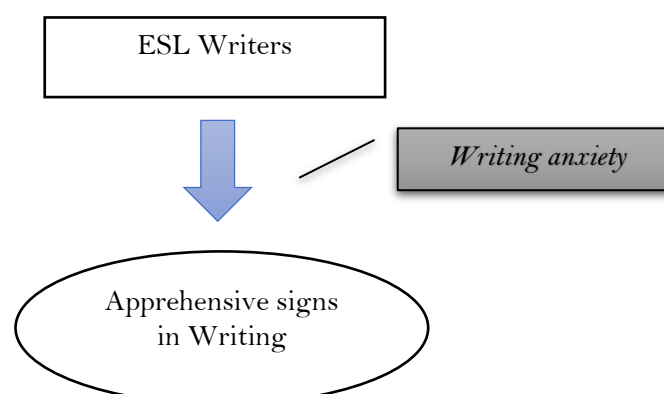 ESL Writers
Writing anxiety
Apprehensive signs
in Writing